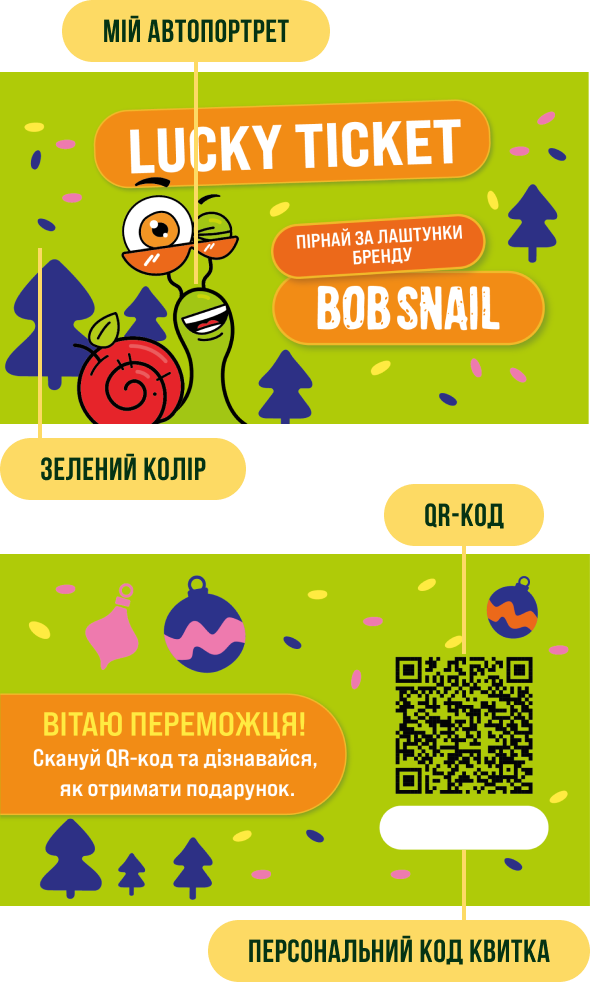 МІЙ АВТОПОРТРЕТ
LUCKY TICKET
ПІРНАЙ ЗА ЛАШТУНКИ
БРЕНДУ
BOB SNAIL
ЗЕЛЕНИЙ КОЛІР
QR-КОД
ВІТАЮ ПЕРЕМОЖЦЯ!
Скануй QR-код та дізнавайся,
як отримати подарунок.
ПЕРСОНАЛЬНИЙ КОД КВИТКА